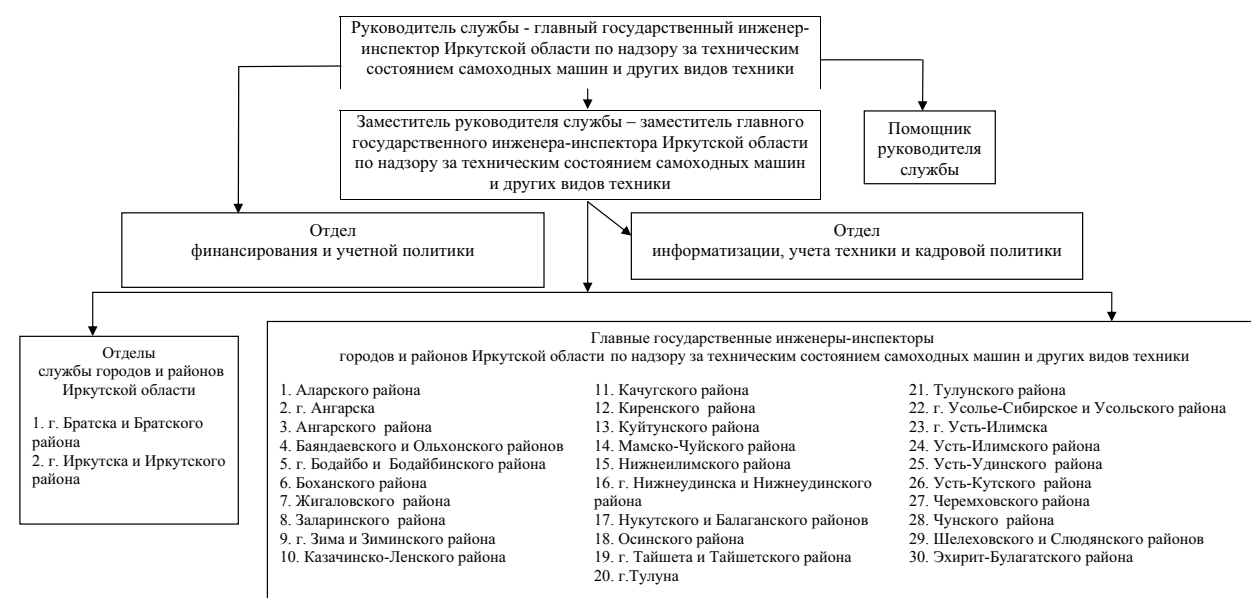 Руководитель службы - главный государственный инженер-
инспектор Иркутской области по надзору за техническим
состоянием самоходных машин и других видов техники
Заместитель руководителя службы – заместитель главного
государственного инженера-инспектора Иркутской области
по надзору за техническим состоянием самоходных машин
и других видов техники
Помощник
руководителя
службы
Отдел
финансирования и учетной политики
Отдел
информатизации, учета техники и кадровой политики
Отделы
службы городов и районов
Иркутской области
1. г. Братска и Братского
района
2. г. Иркутска и Иркутского
района
Главные государственные инженеры-инспекторы
городов и районов Иркутской области по надзору за техническим состоянием самоходных машин и других видов техники
1. Аларского района
2. г. Ангарска
3. Ангарского района
4. Баяндаевского и Ольхонского районов
5. г. Бодайбо и Бодайбинского района
6. Боханского района
7. Жигаловского района
8. Заларинского района
9. г. Зима и Зиминского района
10. Казачинско-Ленского района
11. Качугского района
12. Киренского района
13. Куйтунского района
14. Мамско-Чуйского района
15. Нижнеилимского района
16. г. Нижнеудинска и Нижнеудинского
района
17. Нукутского и Балаганского районов
18. Осинского района
19. г. Тайшета и Тайшетского района
20. г.Тулуна
21. Тулунского района
22. г. Усолье-Сибирское и Усольского района
23. г. Усть-Илимска
24. Усть-Илимского района
25. Усть-Удинского района
26. Усть-Кутского района
27. Черемховского района
28. Чунского района
29. Шелеховского и Слюдянского районов
30. Эхирит-Булагатского района